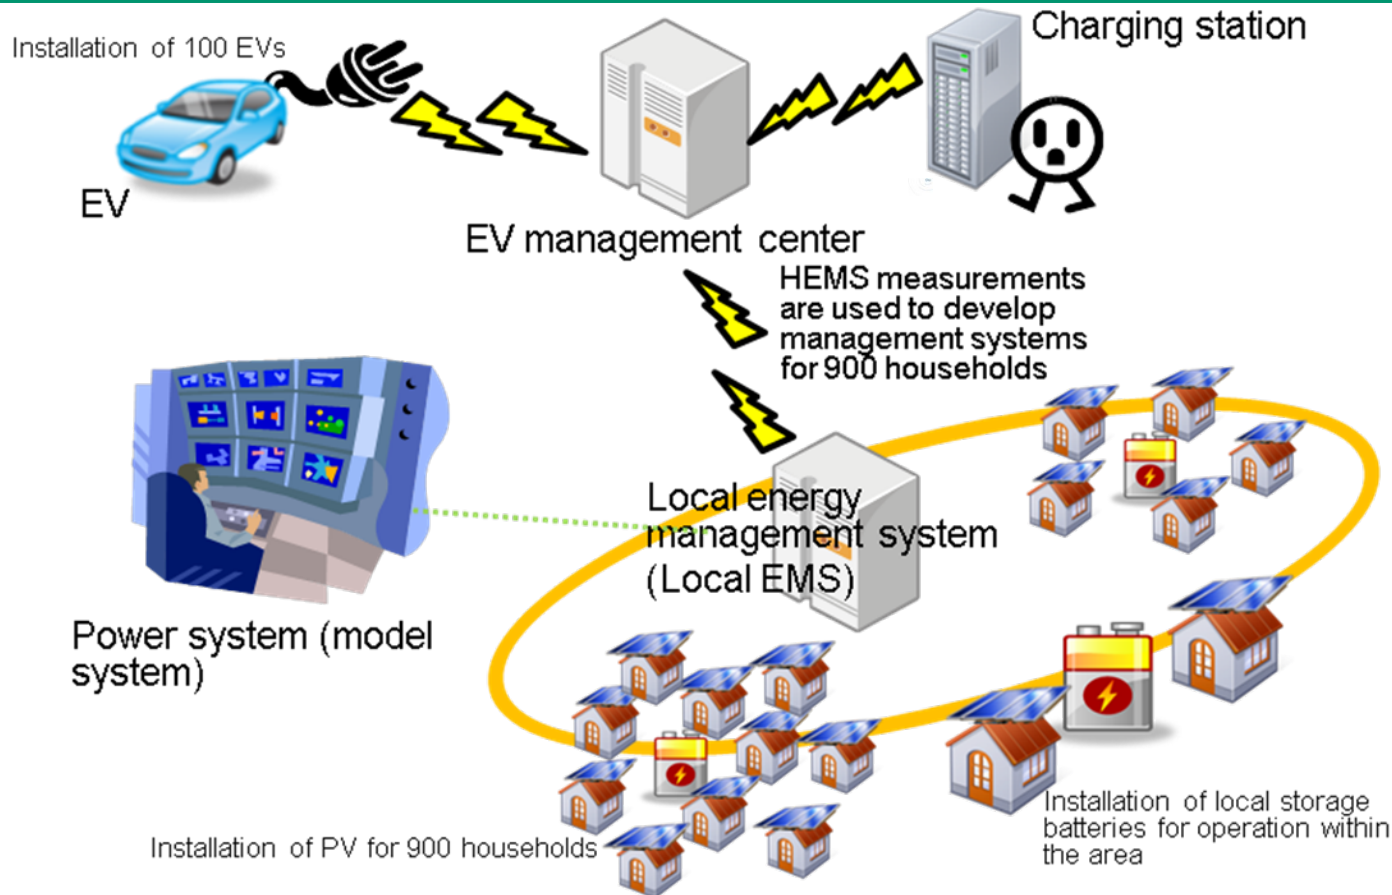 Installation of 100 EVs
Charging station
EV
EV management center
HEMS measurements
are used to develop
management systems
for 900 households
Local energy
management system
(Local EMS)
Power system (model
system)
Installation of local storage
batteries for operation within
the area
Installation of PV for 900 households